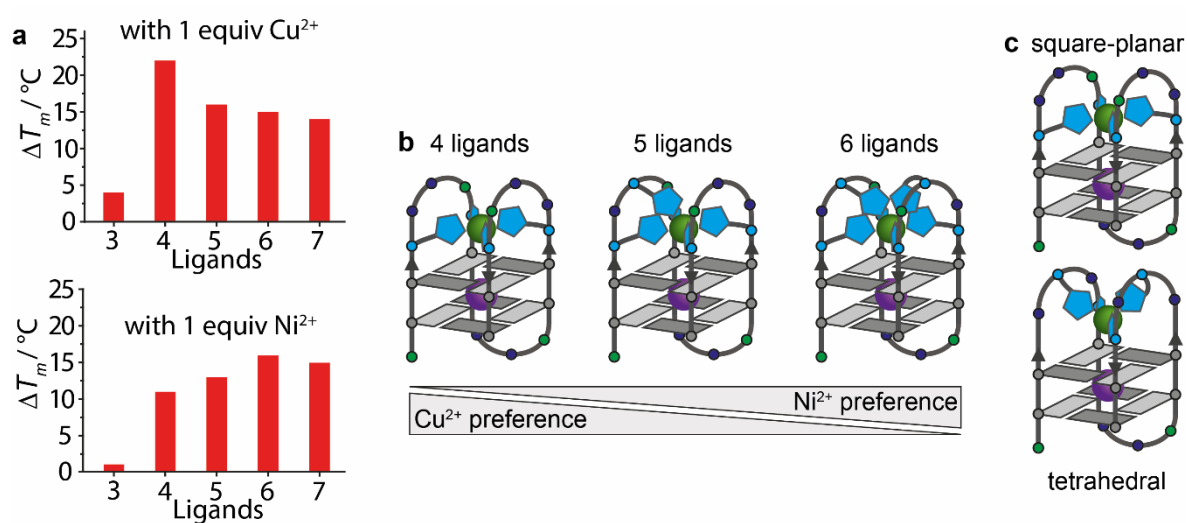 a
with 1 equiv Cu²⁺
ΔTₘ / °C
25
20
15
10
5
0
3 4 5 6 7
Ligands
with 1 equiv Ni²⁺
ΔTₘ / °C
25
20
15
10
5
0
3 4 5 6 7
Ligands
b
4 ligands 5 ligands 6 ligands
Ni²⁺ preference
Cu²⁺ preference
c square-planar
tetrahedral